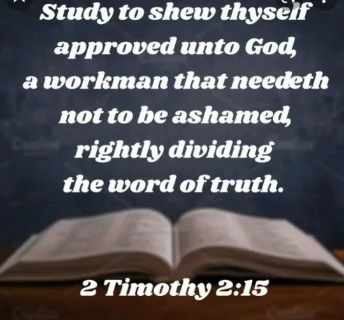 Study to shew thyself
approved unto God,
a workman that needeth
not to be ashamed,
rightly dividing
the word of truth.
2 Timothy 2:15